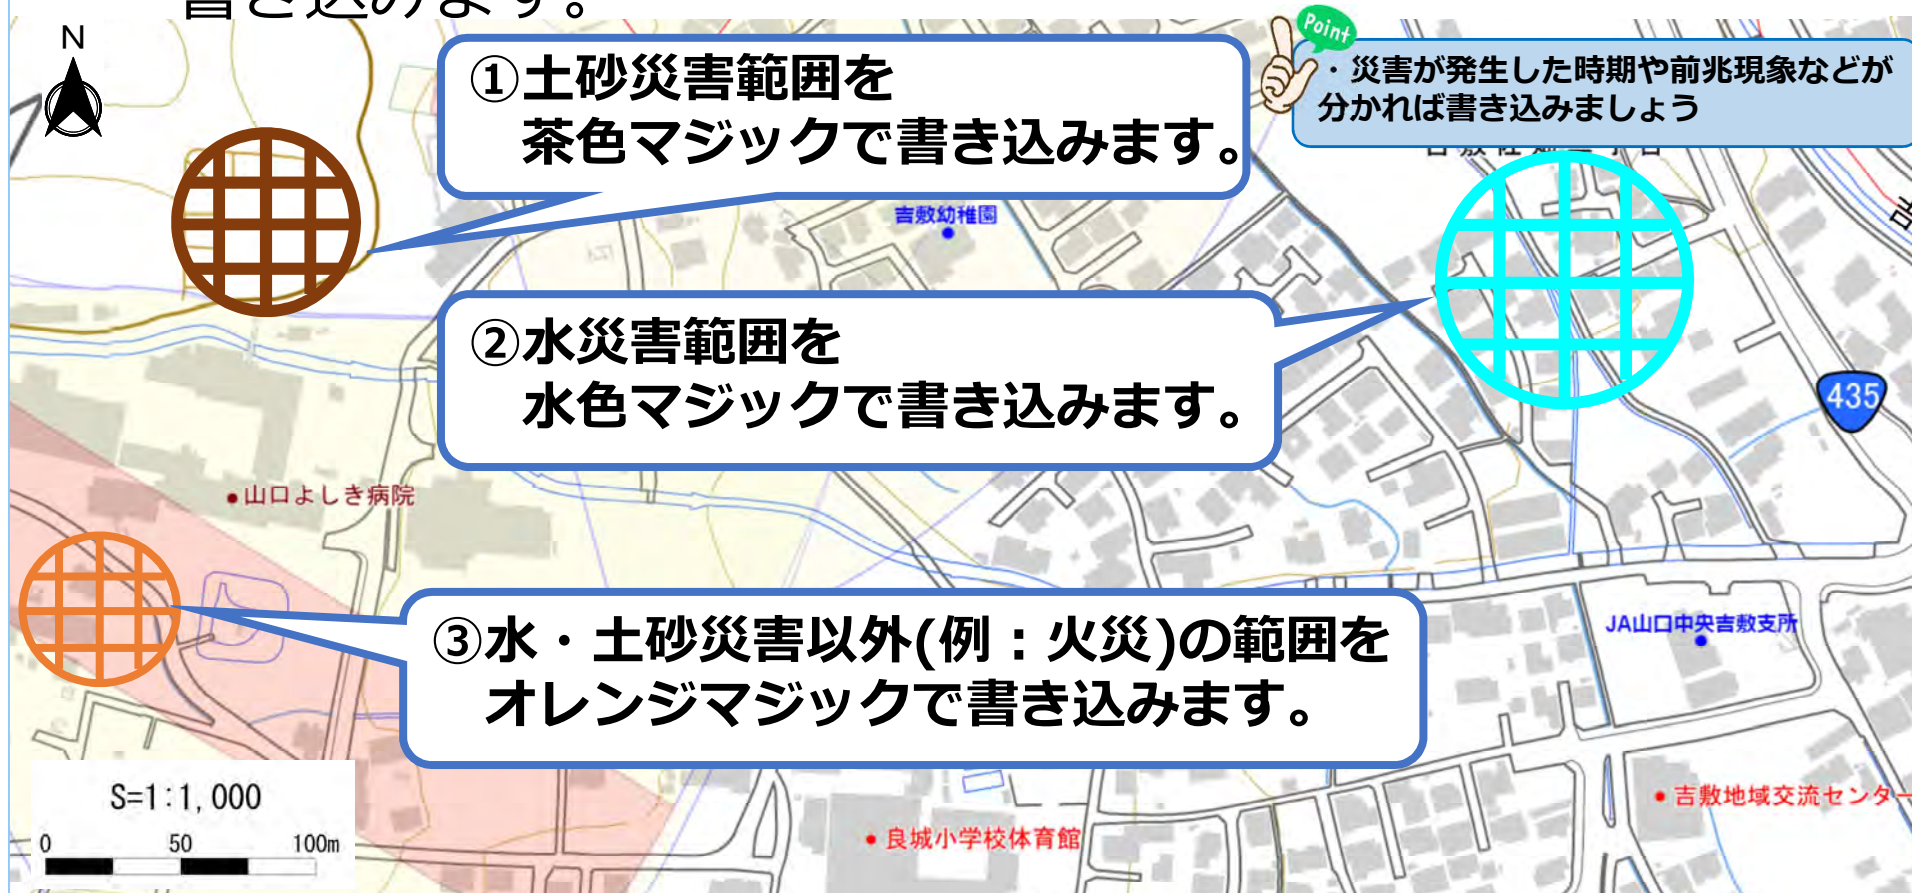 書き込みます。
N
①土砂災害範囲を
茶色マジックで書き込みます。
Point
・災害が発生した時期や前兆現象などが
分かれば書き込みましょう
吉敷幼稚園
②水災害範囲を
水色マジックで書き込みます。
435
山口よしき病院
③水・土砂災害以外(例：火災)の範囲を
オレンジマジックで書き込みます。
JA山口中央吉敷支所
S=1:1,000
0 50 100m
吉敷地域交流センター
良城小学校体育館